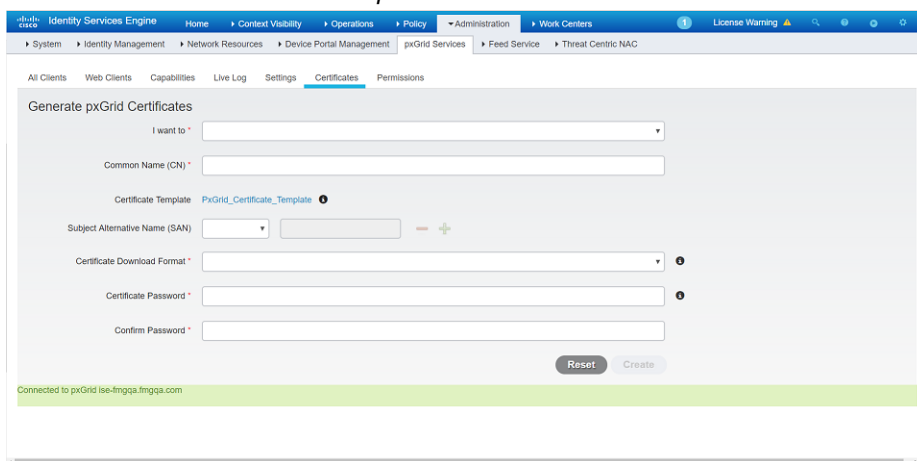 cisco Identity Services Engine Home Context Visibility Operations Policy Administration Work Centers 1 License Warning
System Identity Management Network Resources Device Portal Management pxGrid Services Feed Service Threat Centric NAC
All Clients Web Clients Capabilities Live Log Settings Certificates Permissions
Generate pxGrid Certificates
I want to *
Common Name (CN) *
Certificate Template PxGrid_Certificate_Template
Subject Alternative Name (SAN)
Certificate Download Format *
Certificate Password *
Confirm Password *
Reset Create
Connected to pxGrid ise-fmgqa.fmgqa.com